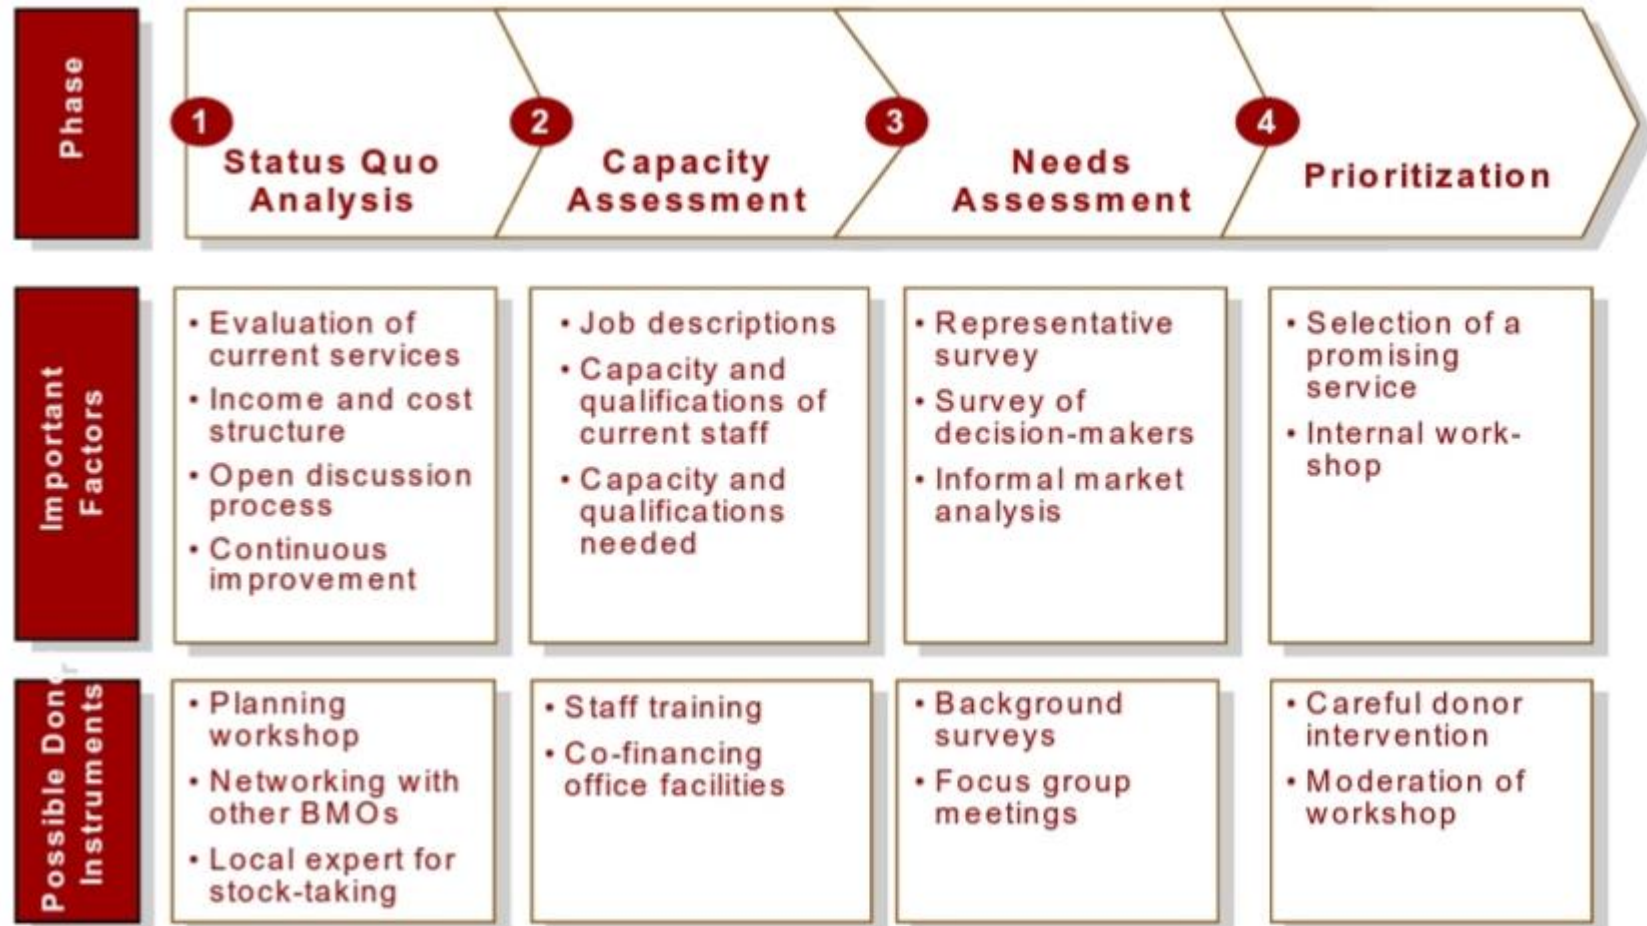 Phase
1
Status Quo
Analysis
2
Capacity
Assessment
3
Needs
Assessment
4
Prioritization
Important
Factors
• Evaluation of
current services
• Income and cost
structure
• Open discussion
process
• Continuous
improvement
• Job descriptions
• Capacity and
qualifications of
current staff
• Capacity and
qualifications
needed
• Representative
survey
• Survey of
decision-makers
• Informal market
analysis
• Selection of a
promising
service
• Internal work-
shop
Possible Donor
Instruments
• Planning
workshop
• Networking with
other BMOs
• Local expert for
stock-taking
• Staff training
• Co-financing
office facilities
• Background
surveys
• Focus group
meetings
• Careful donor
intervention
• Moderation of
workshop